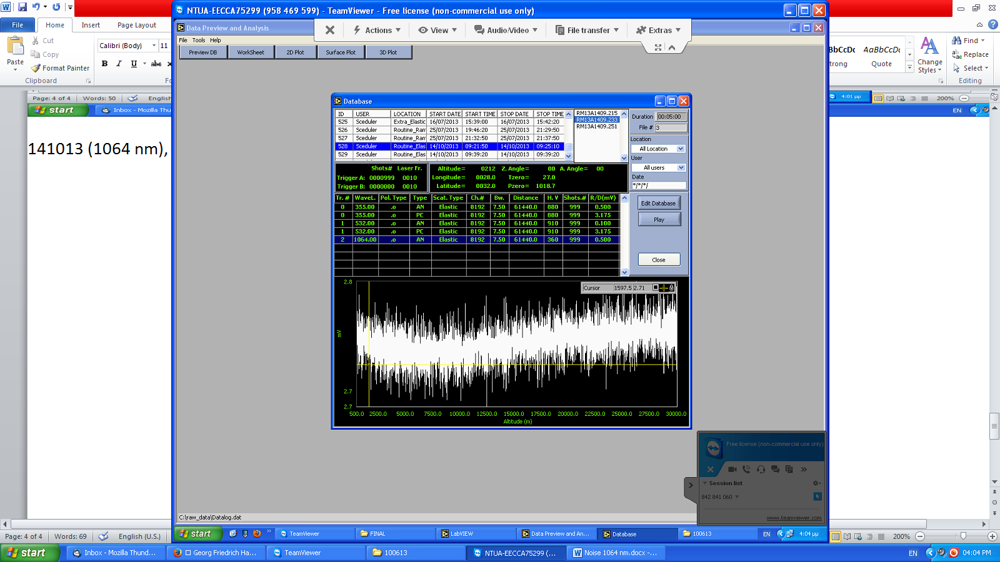 NTUA-EECCA75299 (958 469 599) - TeamViewer - Free license (non-commercial use only)
File Home Insert Page Layout
Cut
Copy
Format Painter
Paste
Clipboard
Calibri (Body) 11
B I U abc
trong
AaBbCcDc
Quote
Change Styles
Find
Replace
Select
Editing
Data Preview and Analysis
Actions View Audio/Video File transfer Extras
File Tools Help
Preview DB WorkSheet 2D Plot Surface Plot 3D Plot
Page: 4 of 4 Words: 50 English
start Inbox - Mozilla Thu
4:01 μμ 200%
EN
141013 (1064 nm),
Database
ID USER LOCATION START DATE START TIME STOP DATE STOP TIME
525 Sceduler Extra_Elastic 16/07/2013 15:39:00 16/07/2013 15:42:20
526 Sceduler Routine_Ram 25/07/2013 19:46:20 25/07/2013 21:29:50
527 Sceduler Routine_Ram 25/07/2013 21:32:50 25/07/2013 21:37:50
528 Sceduler Routine_Elas 14/10/2013 09:21:50 14/10/2013 09:25:10
529 Sceduler Routine_Elas 14/10/2013 09:39:20 14/10/2013 09:39:20
RM13A1409.215
RM13A1409.233
RM13A1409.251
Duration 00:05:00
File # 3
Location
All Location
User
All users
Date
*/*/*/
Edit Database
Play
Close
Shots# Laser Fr.
Trigger A: 0000999 0010
Trigger B: 0000000 0010
Altitude= 0212 Z. Angle= 00 A. Angle= 00
Longitude= 0028.0 Tzero= 27.0
Latitude= 0032.0 Pzero= 1018.7
Tr. # WaveL. Pol. Type Type Scat. Type Ch.# Bw. Distance H. V Shots.# R/D(mV)
0 355.00 .o AN Elastic 8192 7.50 61440.0 880 999 0.500
0 355.00 .o PC Elastic 8192 7.50 61440.0 880 999 3.175
1 532.00 .o AN Elastic 8192 7.50 61440.0 910 999 0.100
1 532.00 .o PC Elastic 8192 7.50 61440.0 910 999 3.175
2 1064.00 .o AN Elastic 8192 7.50 61440.0 360 999 0.500
Cursor 1597.5 2.71
2.8
mV
2.7
2.7
500.0 2500.0 5000.0 7500.0 10000.0 12500.0 15000.0 17500.0 20000.0 22500.0 25000.0 27500.0 30000.0
Altitude (m)
Free license (non-commercial use only)
Session list
842 841 060
www.teamviewer.com
C:\raw_data\Datalog.dat
start TeamViewer FINAL LabVIEW Data Preview and An... Database 100613 EN 4:04 μμ
Page: 4 of 4 Words: 69 English (U.S.) 200%
start Inbox - Mozilla Thund... Georg Friedrich Ha... TeamViewer 100613 NTUA-EECCA75299 (... Noise 1064 nm.docx -... EN 04:04 PM